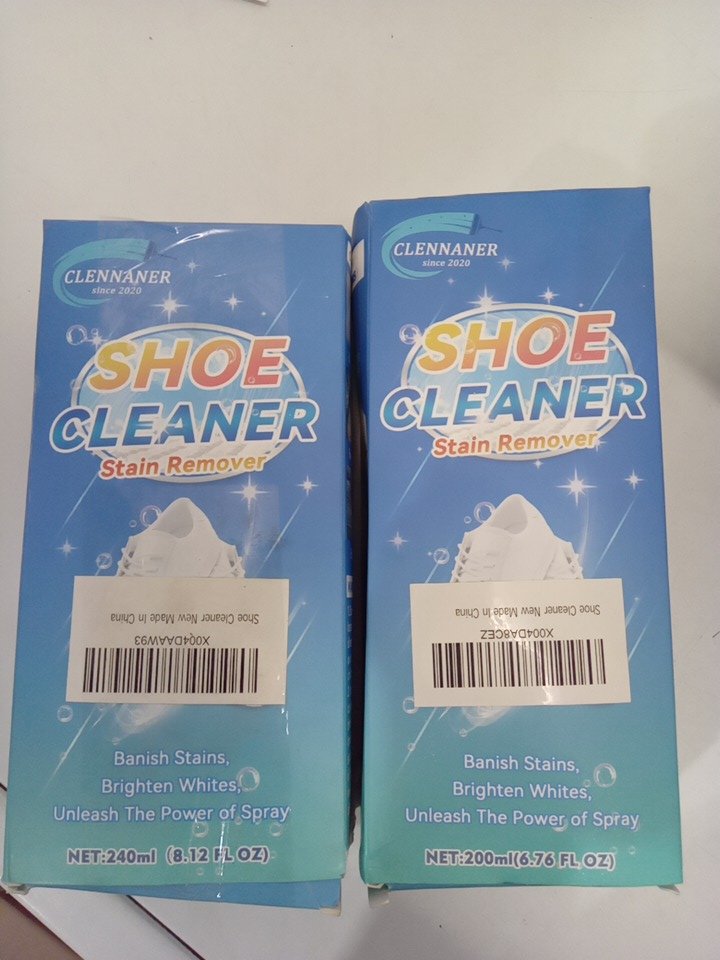 CLENNANER
since 2020
SHOE
CLEANER
Stain Remover
Shoe Cleaner New Made In China
X004DAAW93
Banish Stains,
Brighten Whites,
Unleash The Power of Spray
NET:240ml (8.12 FL OZ)
CLENNANER
since 2020
SHOE
CLEANER
Stain Remover
Shoe Cleaner New Made In China
X004DA8CEZ
Banish Stains,
Brighten Whites,
Unleash The Power of Spray
NET:200ml(6.76 FL OZ)